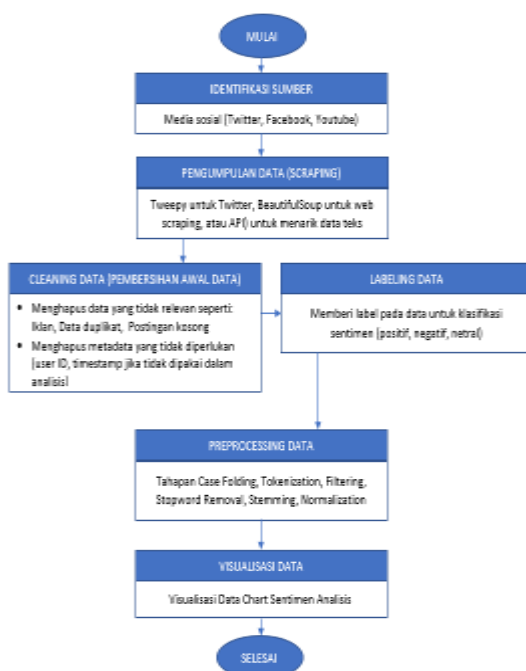 MULAI
IDENTIFIKASI SUMBER
Media sosial (Twitter, Facebook, Youtube)
PENGUMPULAN DATA (SCRAPING)
Tweepy untuk Twitter, BeautifulSoup untuk web
scraping, atau API) untuk menarik data teks
CLEANING DATA (PEMBERSIHAN AWAL DATA)
• Menghapus data yang tidak relevan seperti:
Iklan, Data duplikat, Postingan kosong
• Menghapus metadata yang tidak diperlukan
(user ID, timestamp jika tidak dipakai dalam
analisis)
LABELING DATA
Memberi label pada data untuk klasifikasi
sentimen (positif, negatif, netral)
PREPROCESSING DATA
Tahapan Case Folding, Tokenization, Filtering,
Stopword Removal, Stemming, Normalization
VISUALISASI DATA
Visualisasi Data Chart Sentimen Analisis
SELESAI